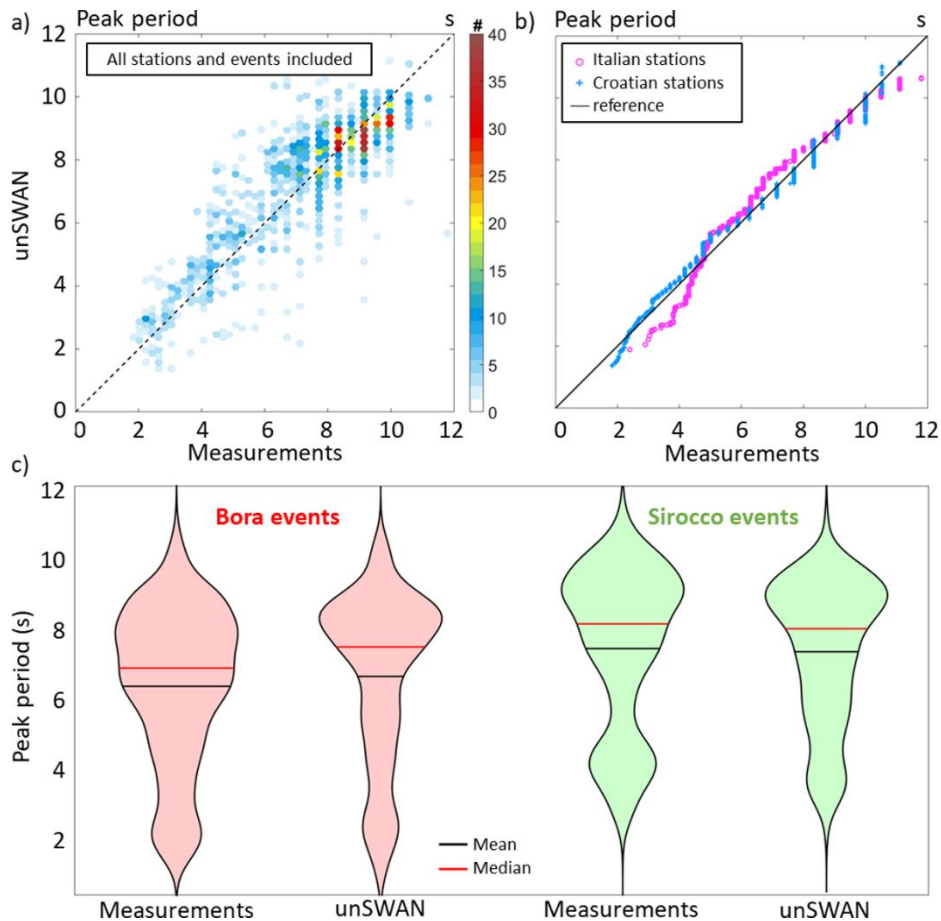 a) Peak period s
All stations and events included
unSWAN
12
10
8
6
4
2
0
0 2 4 6 8 10 12
Measurements
#
40
35
30
25
20
15
10
5
0
b) Peak period s
Italian stations
Croatian stations
reference
2 4 6 8 10 12
Measurements
c)
Bora events
Sirocco events
Peak period (s)
12
10
8
6
4
2
Mean
Median
Measurements unSWAN Measurements unSWAN